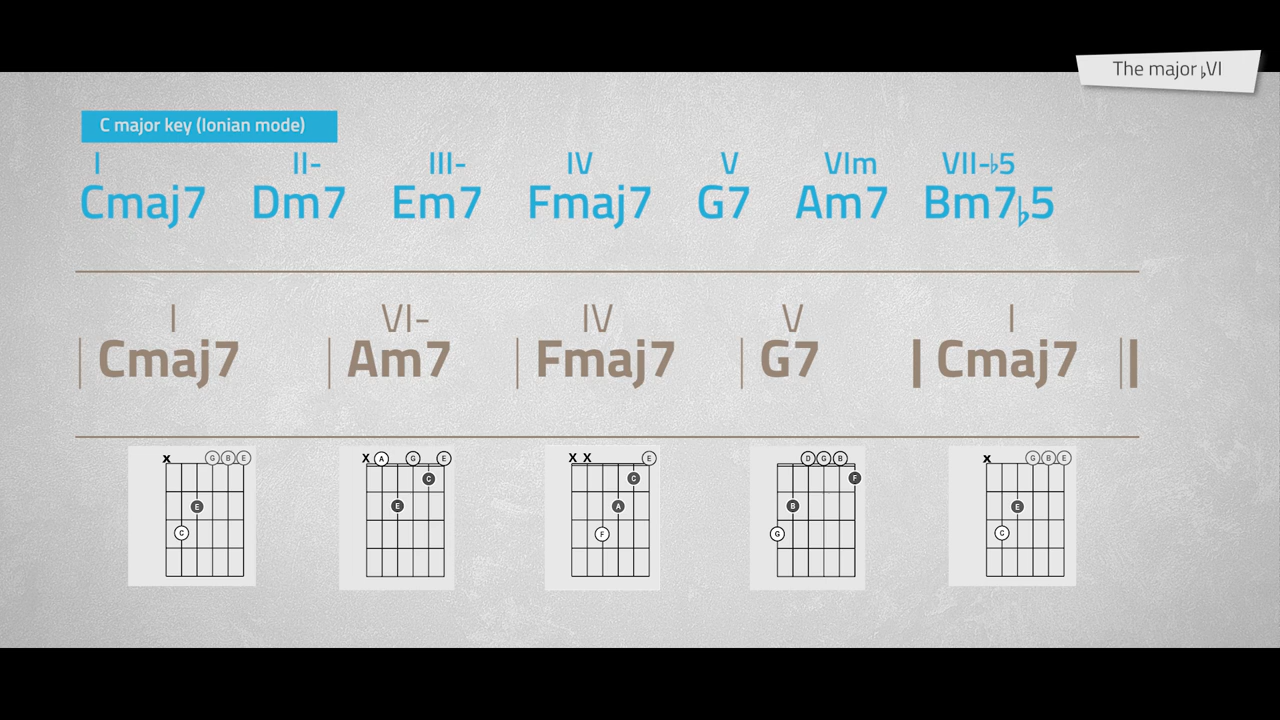 The major ♭VI
C major key (Ionian mode)
I II- III- IV V VIm VII-♭5
Cmaj7 Dm7 Em7 Fmaj7 G7 Am7 Bm7♭5
I VI- IV V I
| Cmaj7 | Am7 | Fmaj7 | G7 | Cmaj7 ||
x G B E X A G E X X E D G B x G B E
C C F
E E A B E
C F G C